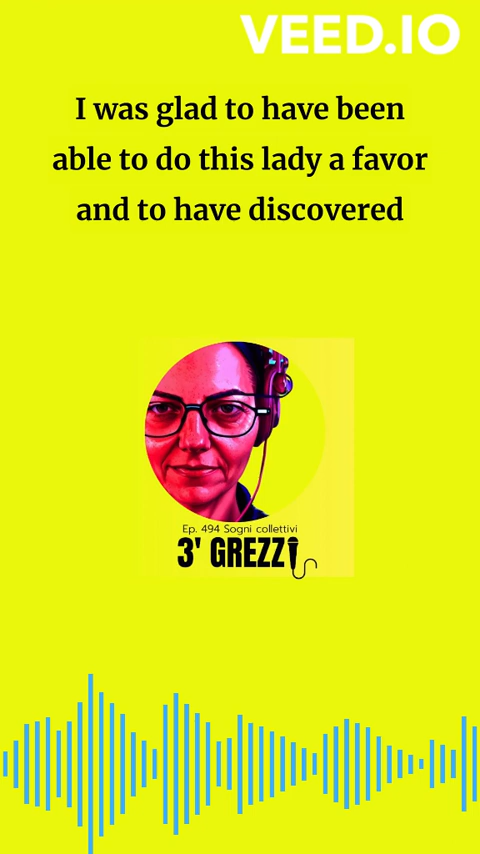 VEED.IO
I was glad to have been
able to do this lady a favor
and to have discovered
Ep. 494 Sogni collettivi
3' GREZZI